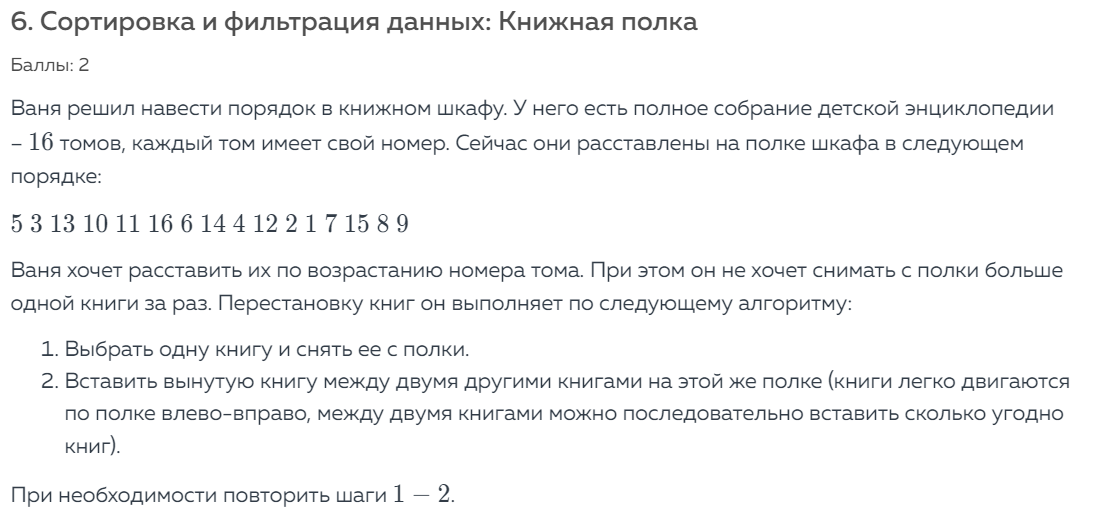 6. Сортировка и фильтрация данных: Книжная полка
Баллы: 2
Ваня решил навести порядок в книжном шкафу. У него есть полное собрание детской энциклопедии
– 16 томов, каждый том имеет свой номер. Сейчас они расставлены на полке шкафа в следующем
порядке:
5 3 13 10 11 16 6 14 4 12 2 1 7 15 8 9
Ваня хочет расставить их по возрастанию номера тома. При этом он не хочет снимать с полки больше
одной книги за раз. Перестановку книг он выполняет по следующему алгоритму:
1. Выбрать одну книгу и снять ее с полки.
2. Вставить вынутую книгу между двумя другими книгами на этой же полке (книги легко двигаются
по полке влево-вправо, между двумя книгами можно последовательно вставить сколько угодно
книг).
При необходимости повторить шаги 1 – 2.